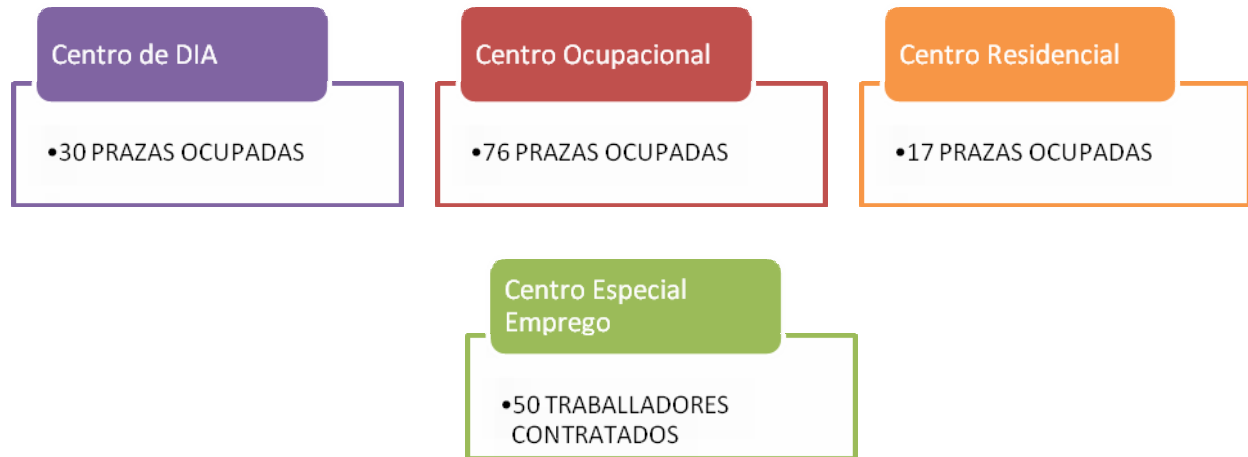 Centro de DIA
•30 PRAZAS OCUPADAS
Centro Ocupacional
•76 PRAZAS OCUPADAS
Centro Residencial
•17 PRAZAS OCUPADAS
Centro Especial
Emprego
•50 TRABALLADORES
CONTRATADOS